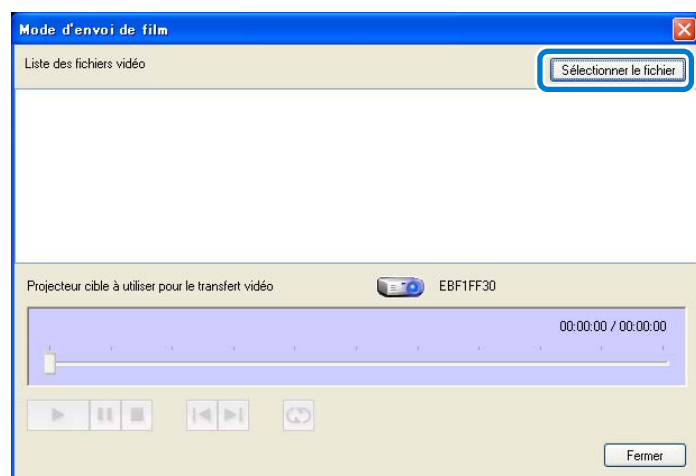 Mode d'envoi de film
Liste des fichiers vidéo
Sélectionner le fichier
Projecteur cible à utiliser pour le transfert vidéo
EBF1FF30
00:00:00 / 00:00:00
Fermer